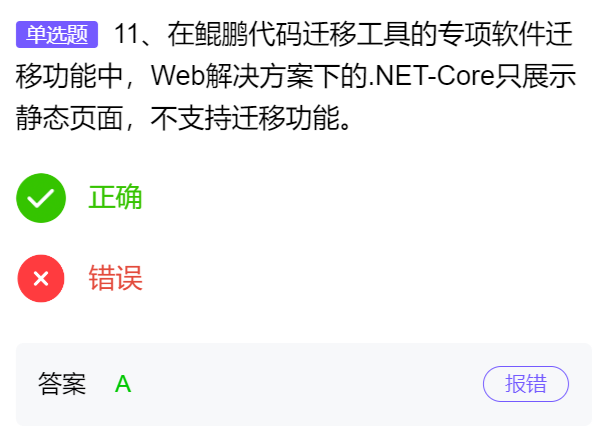 单选题 11、在鲲鹏代码迁移工具的专项软件迁
移功能中，Web解决方案下的.NET-Core只展示
静态页面，不支持迁移功能。
正确
错误
答案 A 报错